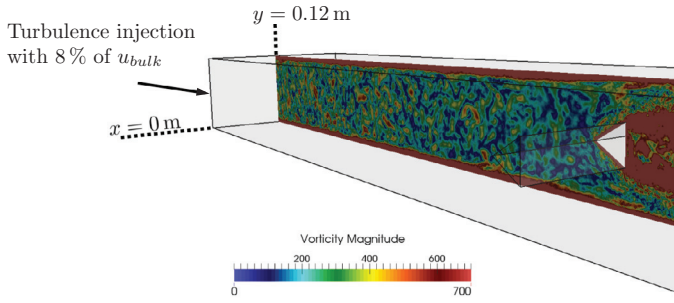 y = 0.12 m
Turbulence injection
with 8 % of u_bulk
x = 0 m
Vorticity Magnitude
200 400 600
0 700